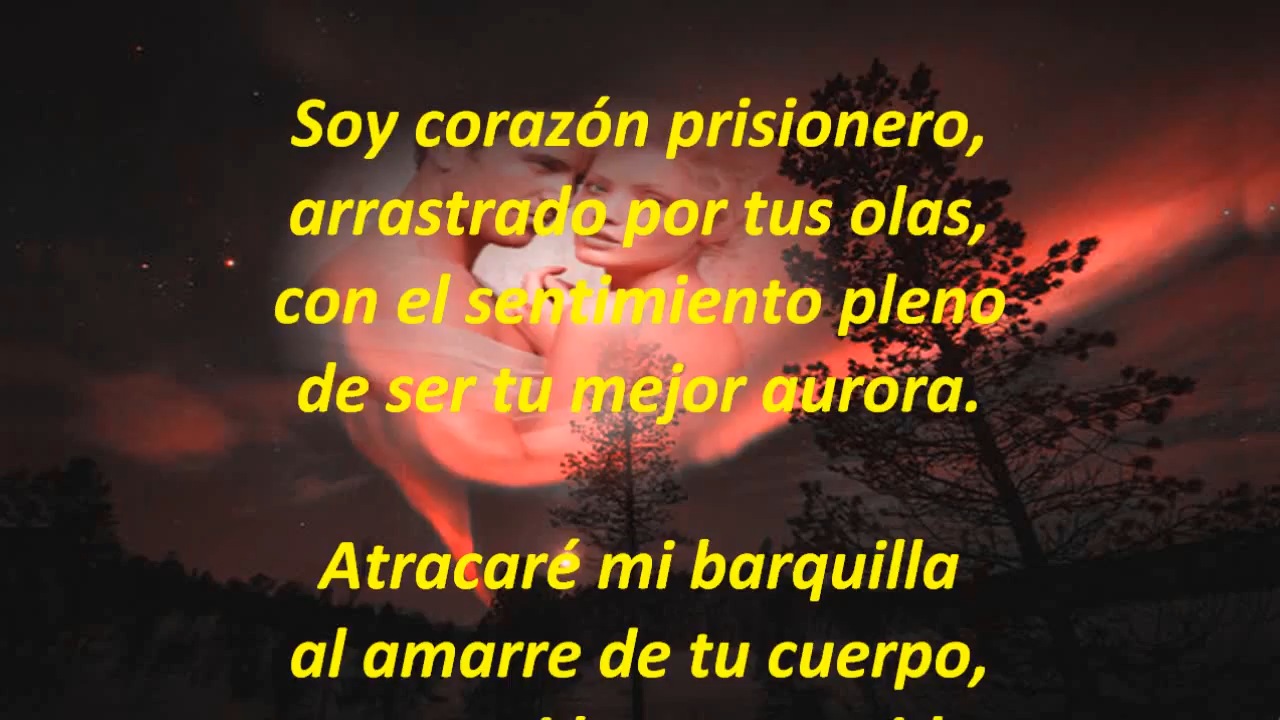 Soy corazón prisionero,
arrastrado por tus olas,
con el sentimiento pleno
de ser tu mejor aurora.
Atracaré mi barquilla
al amarre de tu cuerpo,